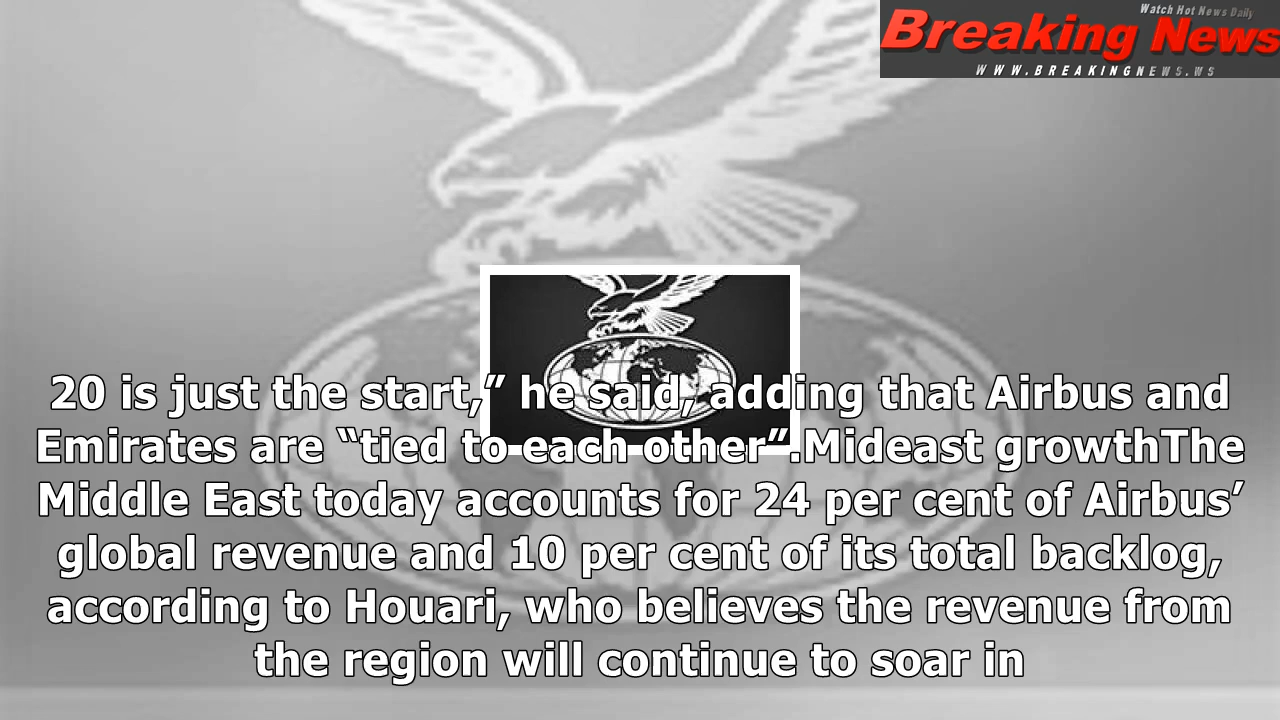 Watch Hot News Daily
Breaking News
WWW.BREAKINGNEWS.WS
20 is just the start,” he said, adding that Airbus and
Emirates are “tied to each other”.Mideast growthThe
Middle East today accounts for 24 per cent of Airbus’
global revenue and 10 per cent of its total backlog,
according to Houari, who believes the revenue from
the region will continue to soar in